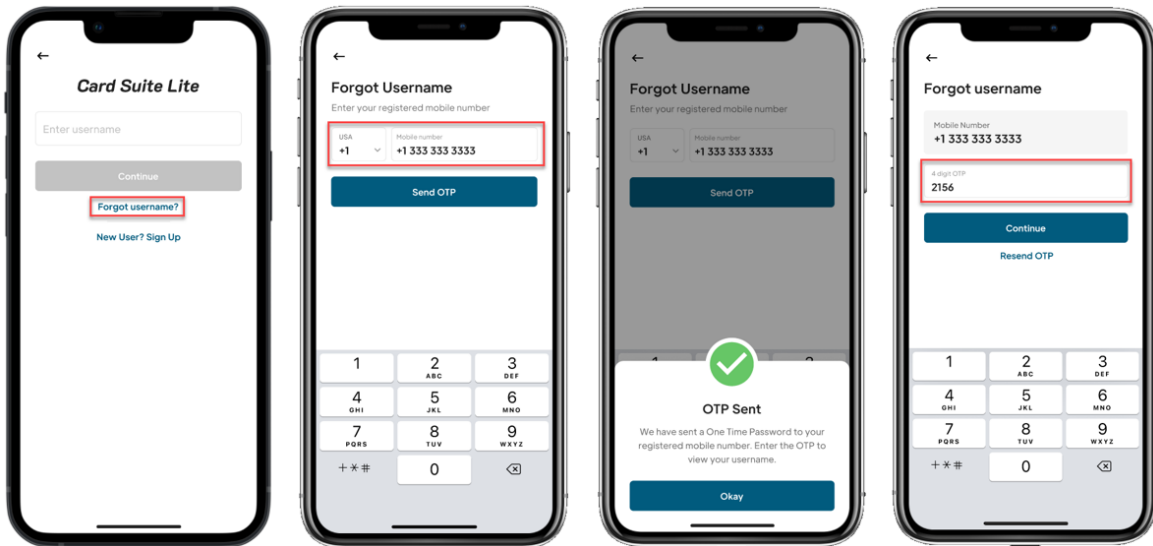 Card Suite Lite
Enter username
Continue
Forgot username?
New User? Sign Up
Forgot Username
Enter your registered mobile number
USA
+1
Mobile number
+1 333 333 3333
Send OTP
1
2
ABC
3
DEF
4
GHI
5
JKL
6
MNO
7
PQRS
8
TUV
9
WXYZ
+*#
0
Forgot Username
Enter your registered mobile number
USA
+1
Mobile number
+1 333 333 3333
Send OTP
OTP Sent
We have sent a One Time Password to your
registered mobile number. Enter the OTP to
view your username.
Okay
Forgot username
Mobile Number
+1 333 333 3333
4 digit OTP
2156
Continue
Resend OTP
1
2
ABC
3
DEF
4
GHI
5
JKL
6
MNO
7
PQRS
8
TUV
9
WXYZ
+*#
0